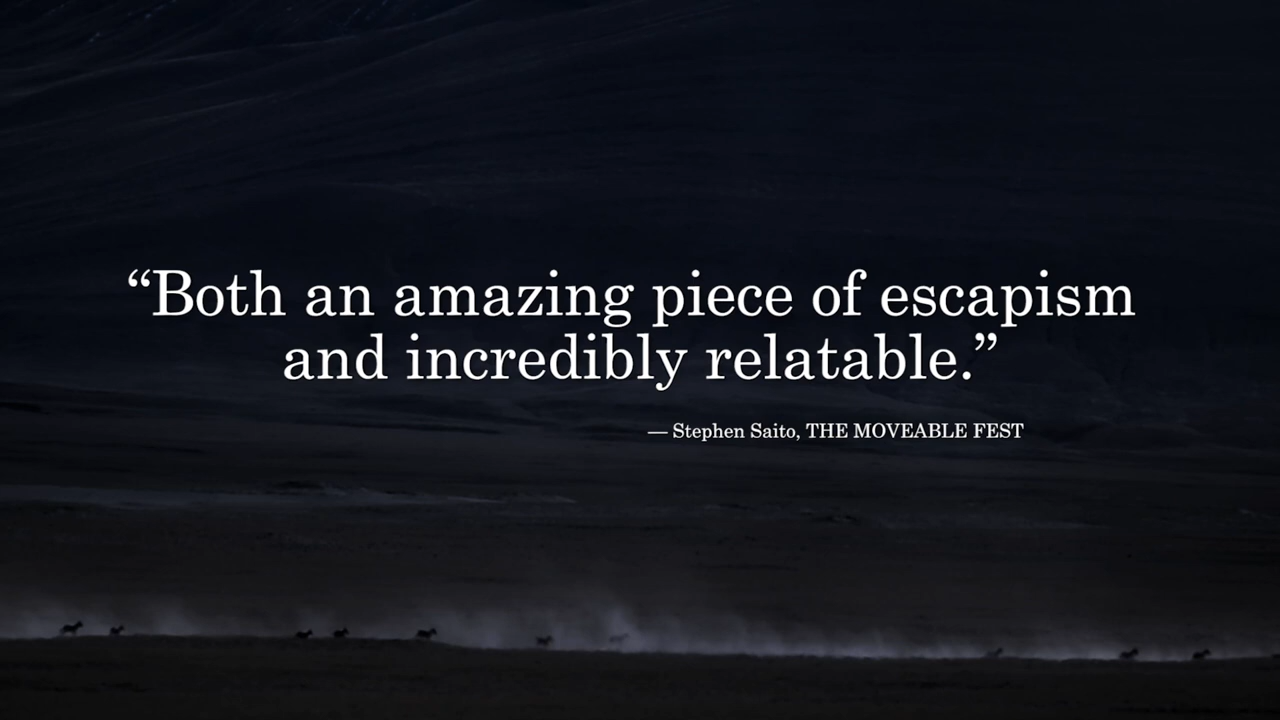 “Both an amazing piece of escapism
and incredibly relatable.”
— Stephen Saito, THE MOVEABLE FEST